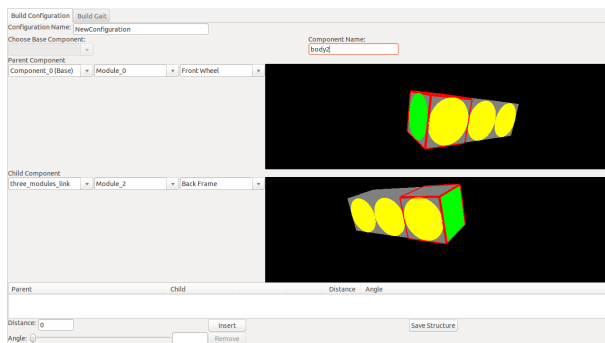 Build Configuration Build Gait
Configuration Name: NewConfiguration
Choose Base Component: Component Name:
body2
Parent Component
Component_0 (Base) Module_0 Front Wheel
Child Component
three_modules_link Module_2 Back Frame
Parent Child Distance Angle
Distance: 0 Insert Save Structure
Angle: Remove